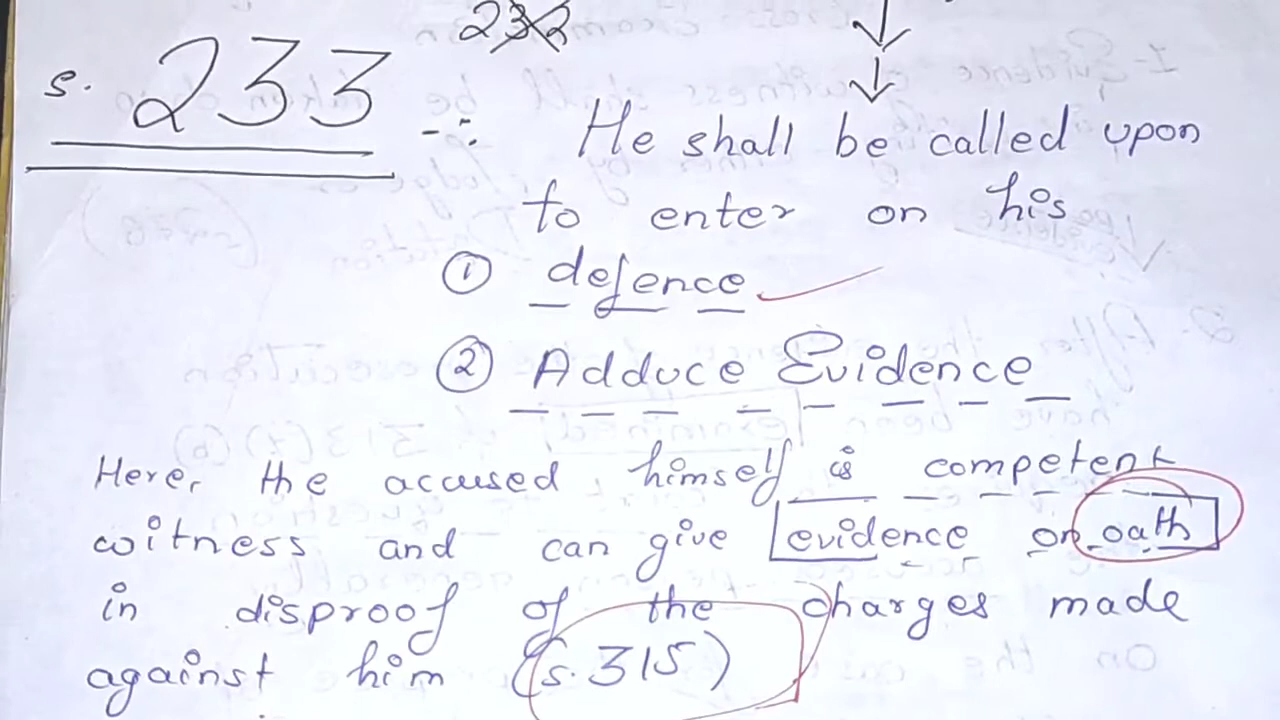 232
s. 233 -: He shall be called upon
to enter on his
① defence
② Adduce Evidence
Here, the accused himself is competent
witness and can give evidence on oath
in disproof of the charges made
against him (s. 315)